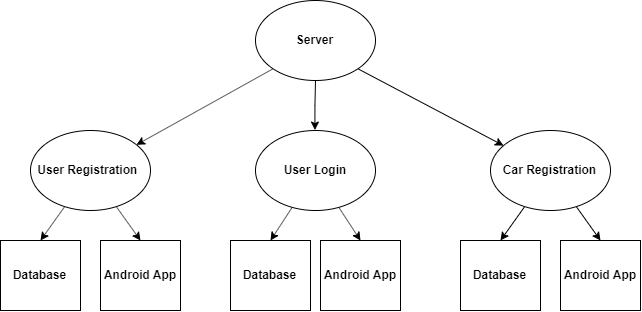 Server
User Registration
User Login
Car Registration
Database
Android App
Database
Android App
Database
Android App